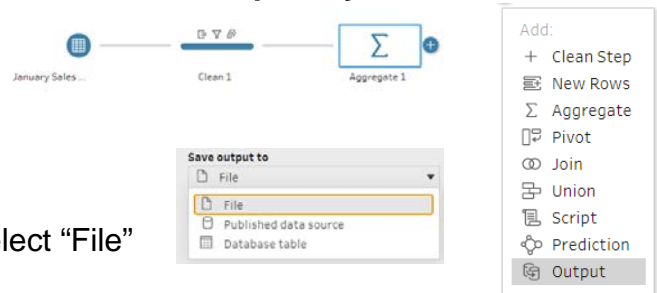 January Sales ...
Clean 1
Aggregate 1
Save output to
File
File
Published data source
Database table
lect “File”
Add:
Clean Step
New Rows
Aggregate
Pivot
Join
Union
Script
Prediction
Output